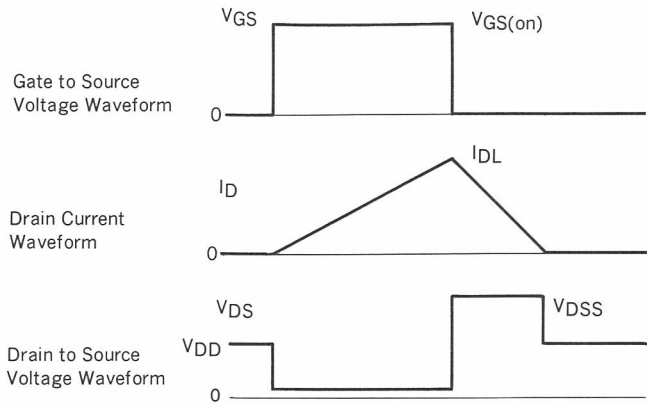 VGS
VGS(on)
Gate to Source
Voltage Waveform
0
IDL
ID
Drain Current
Waveform
0
VDS
VDSS
VDD
Drain to Source
Voltage Waveform
0